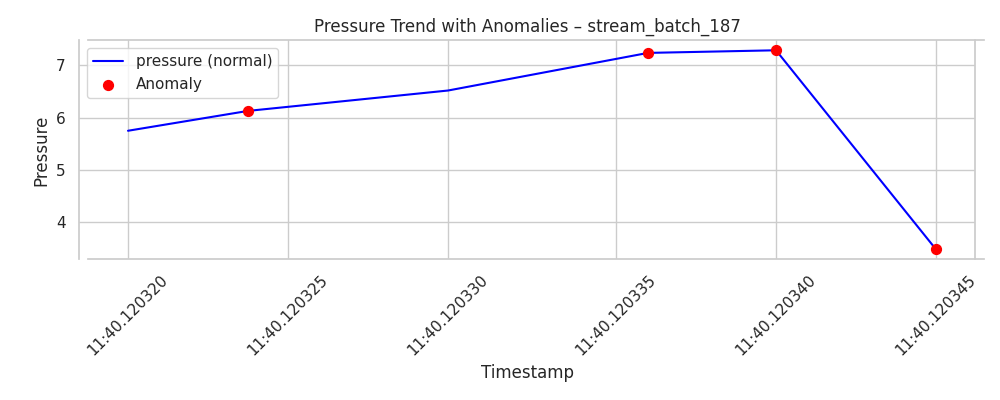 Pressure Trend with Anomalies – stream_batch_187
pressure (normal)
Anomaly
7
6
5
4
Pressure
11:40.120320
11:40.120325
11:40.120330
11:40.120335
11:40.120340
11:40.120345
Timestamp